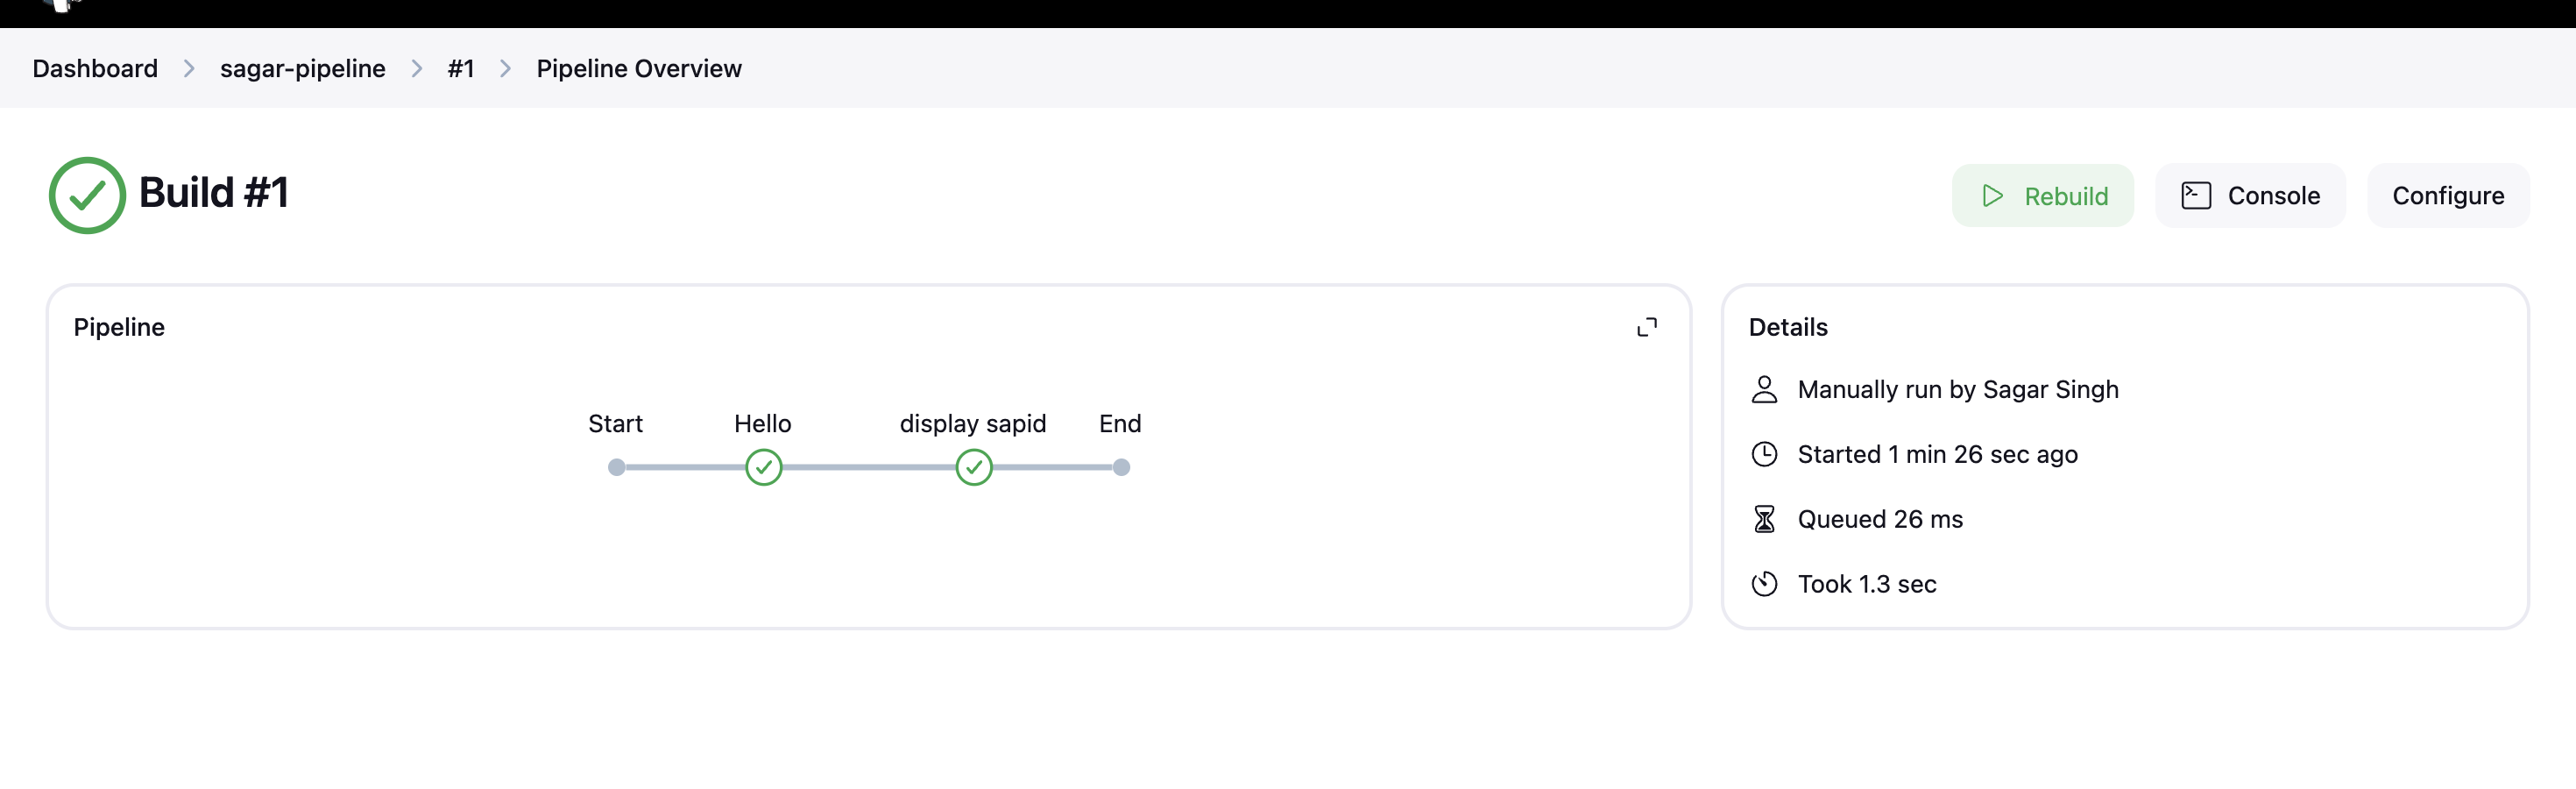 Dashboard > sagar-pipeline > #1 > Pipeline Overview
Build #1
Rebuild
Console
Configure
Pipeline
Start Hello display sapid End
Details
Manually run by Sagar Singh
Started 1 min 26 sec ago
Queued 26 ms
Took 1.3 sec